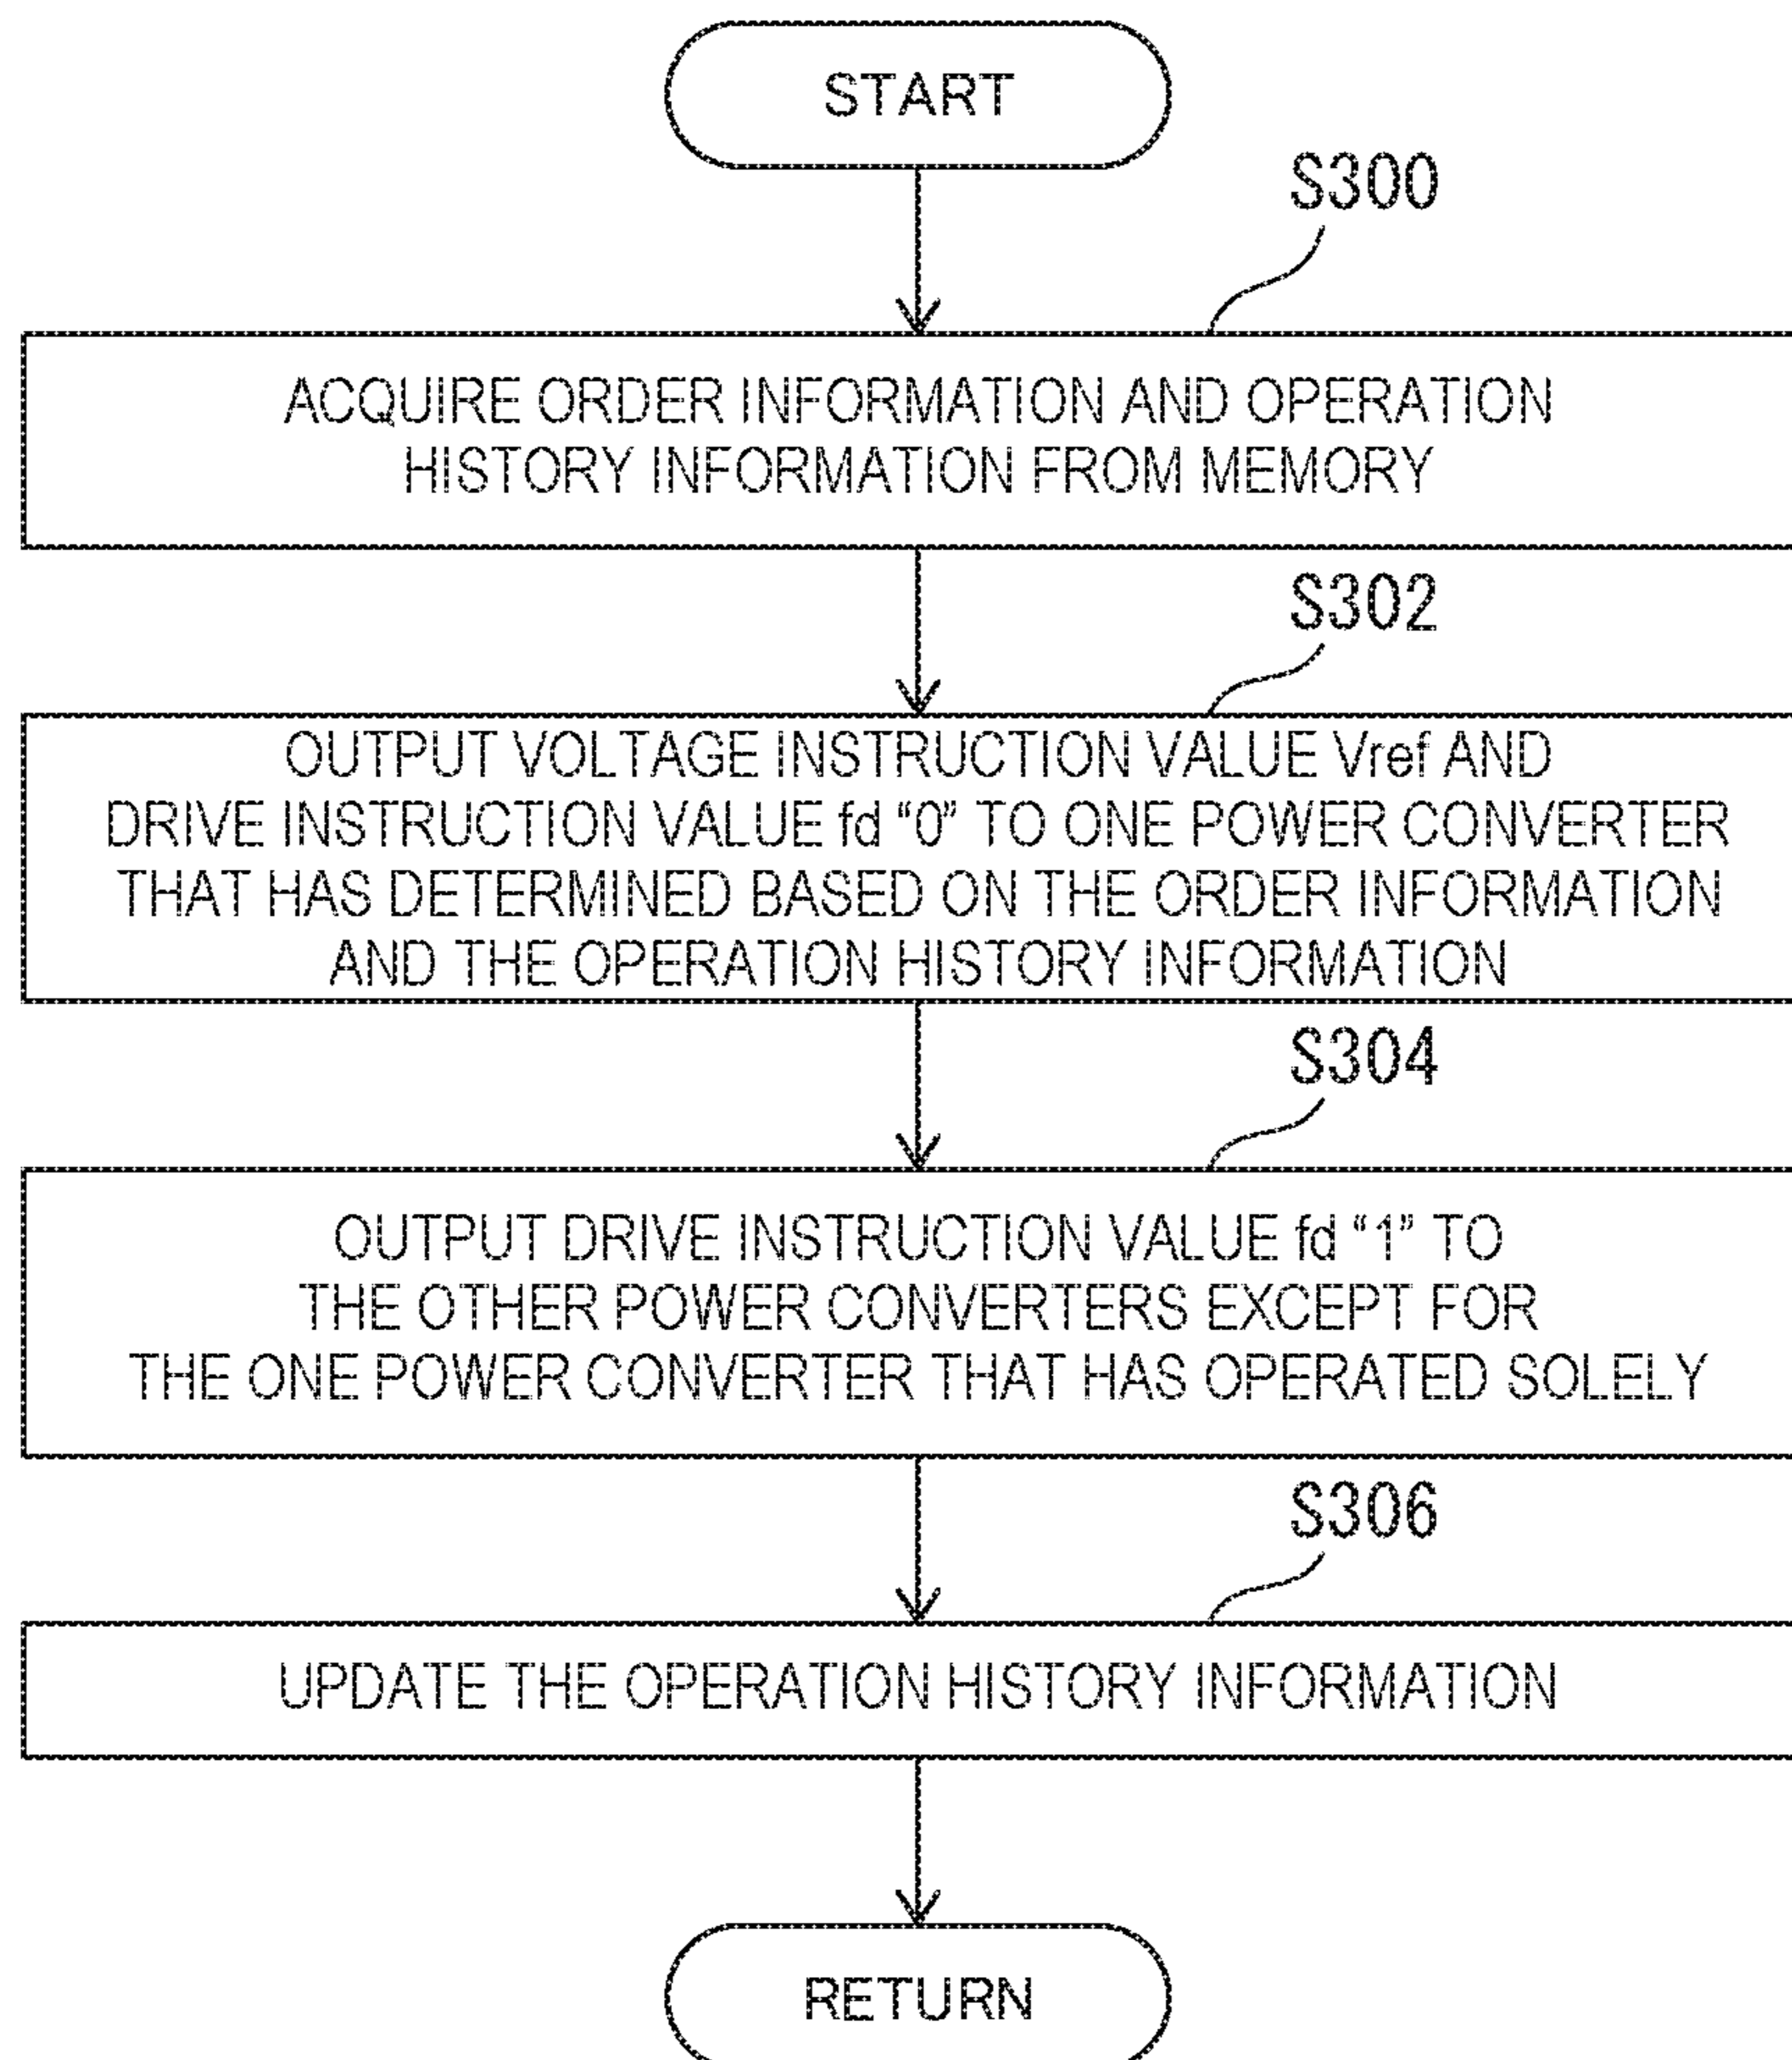 START
S300
ACQUIRE ORDER INFORMATION AND OPERATION
HISTORY INFORMATION FROM MEMORY
S302
OUTPUT VOLTAGE INSTRUCTION VALUE Vref AND
DRIVE INSTRUCTION VALUE fd “0” TO ONE POWER CONVERTER
THAT HAS DETERMINED BASED ON THE ORDER INFORMATION
AND THE OPERATION HISTORY INFORMATION
S304
OUTPUT DRIVE INSTRUCTION VALUE fd “1” TO
THE OTHER POWER CONVERTERS EXCEPT FOR
THE ONE POWER CONVERTER THAT HAS OPERATED SOLELY
S306
UPDATE THE OPERATION HISTORY INFORMATION
RETURN